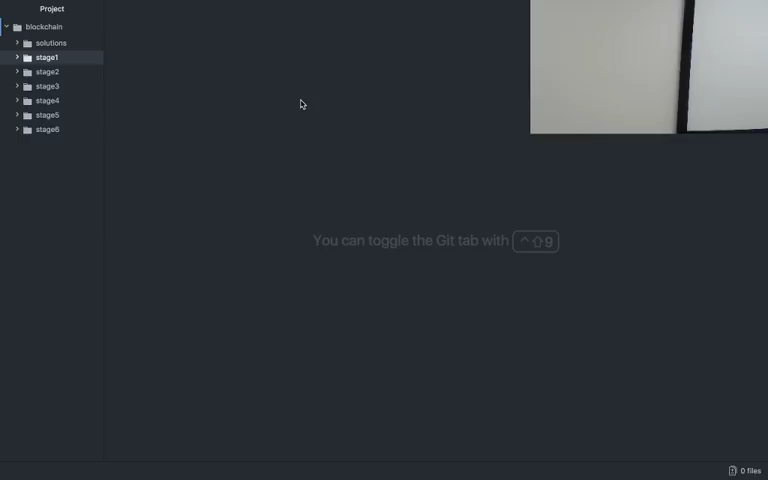 Project
blockchain
solutions
stage1
stage2
stage3
stage4
stage5
stage6
You can toggle the Git tab with ^⇧9
0 files